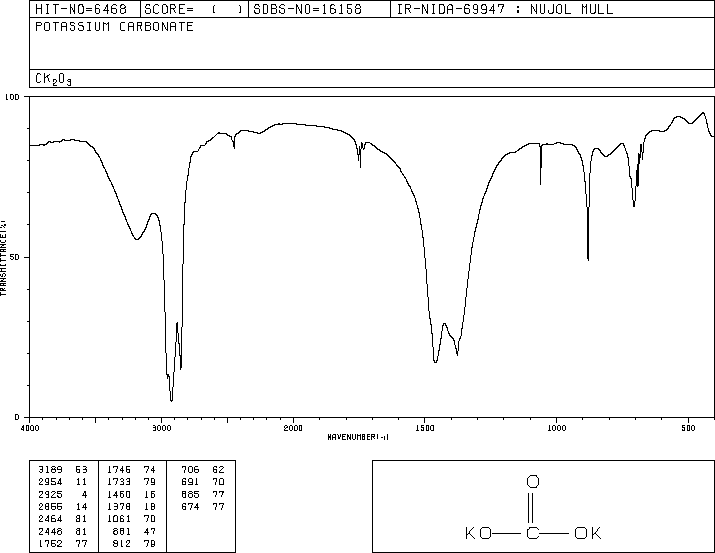 HIT-NO=6468 SCORE= ( ) SDBS-NO=16158 IR-NIDA-69947 : NUJOL MULL
POTASSIUM CARBONATE
CK2O3
100
50
0
TRANSMITTANCE(%)
4000 3000 2000 1500 1000 500
WAVENUMBER(-1)
3189 53 1746 74 706 62
2954 11 1733 79 691 70
2925 4 1460 16 685 77
2855 14 1378 18 674 77
2464 81 1061 70
2448 81 881 47
1752 77 812 79
O
KO C OK